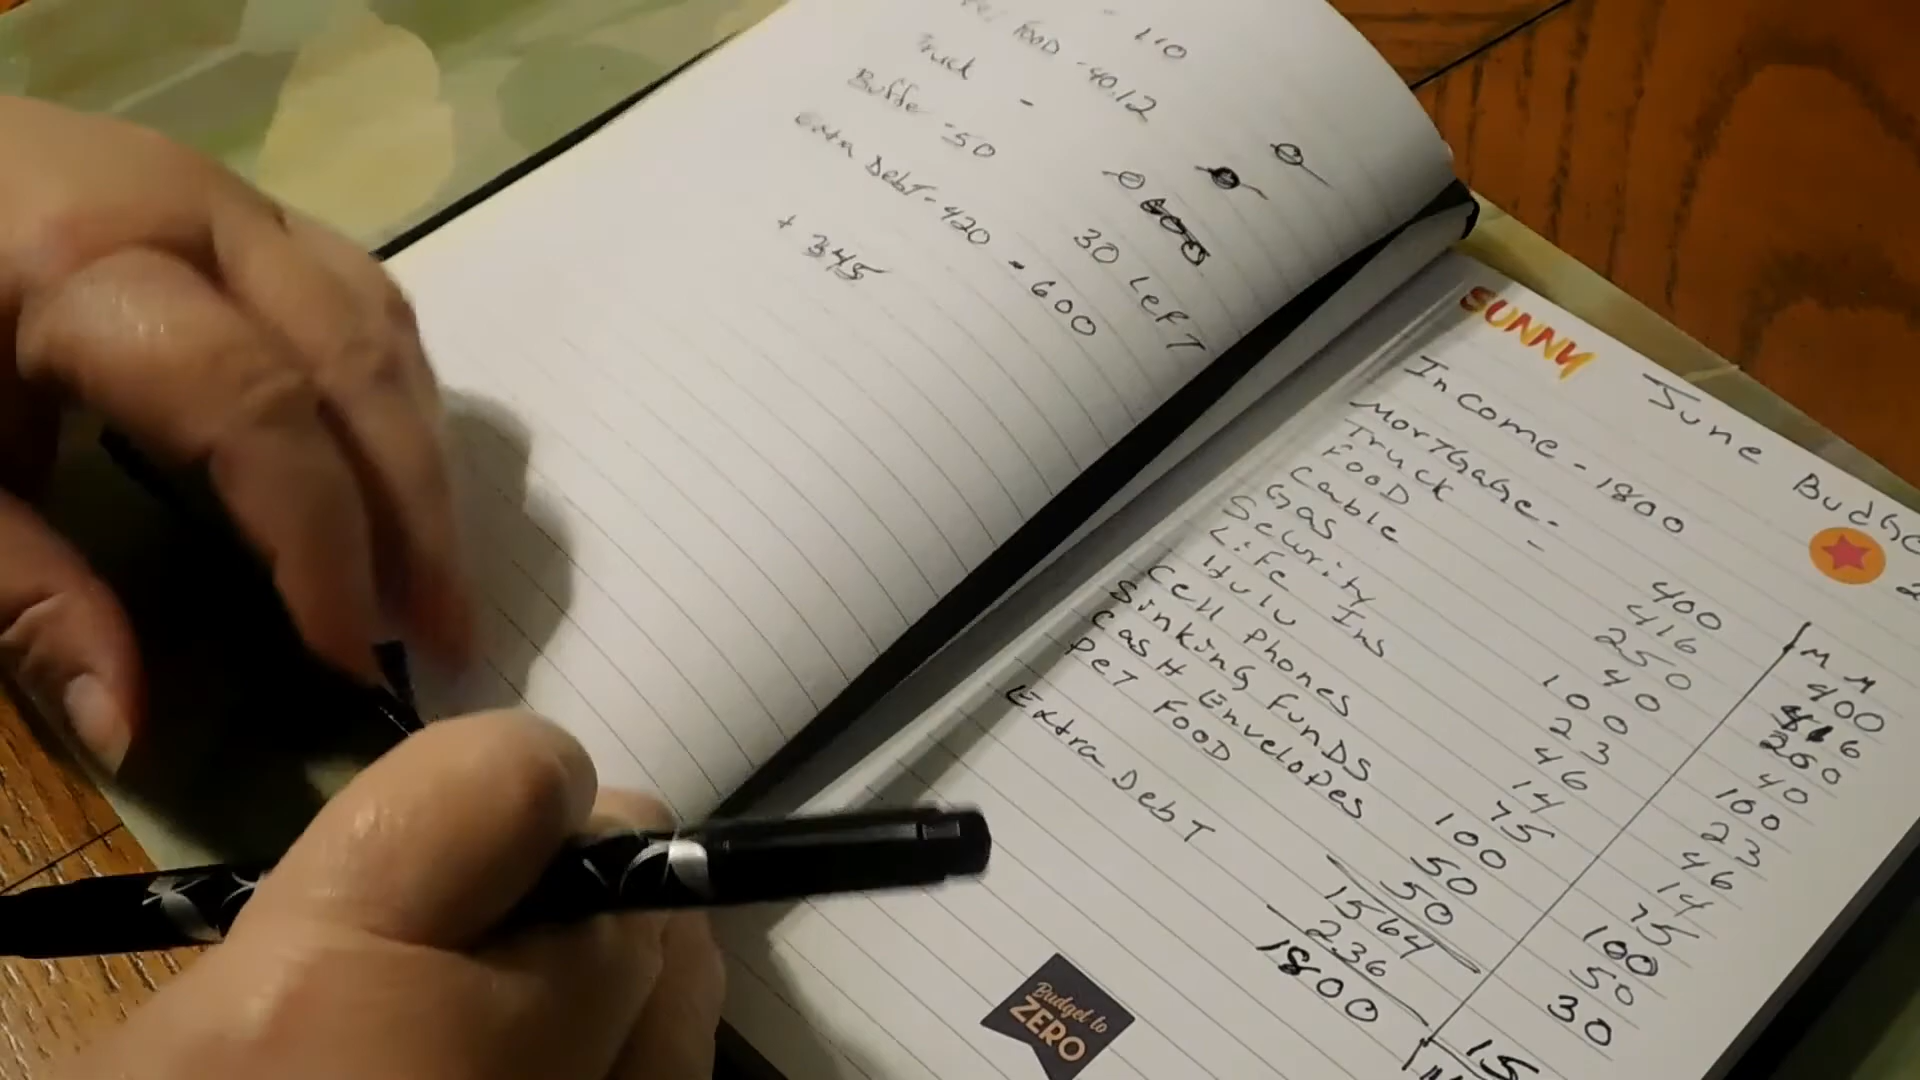 - 110
FOOD - 40.12
Truck -
Buffe - 50
extra Debt - 420 - 600
+ 345
30 Left
SUNNY
June Budge
Income - 1800
Mortgage - 400
Truck - 416
Food 250
Cable 40
Gas 100
Security 23
Life Ins 46
Hulu 14
Cell Phones 75
Sinking Funds 100
Cash Envelopes 50
Pet Food 50
1564
Extra Debt 236
1800
M M
400
416
260
40
100
23
46
14
75
100
50
30
15
Budget to
ZERO